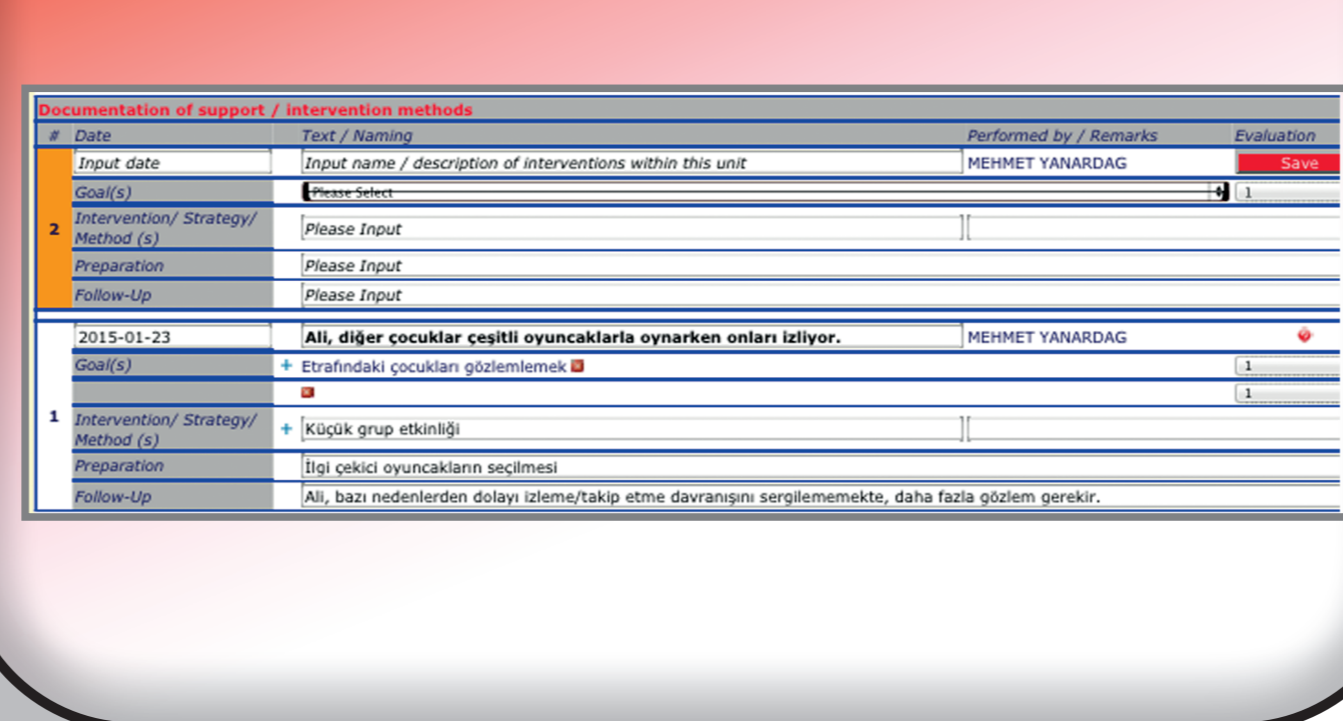 Documentation of support / intervention methods
# Date Text / Naming Performed by / Remarks Evaluation
Input date Input name / description of interventions within this unit MEHMET YANARDAG Save
Goal(s) Please Select 1
2
Intervention/ Strategy/
Method (s) Please Input
Preparation Please Input
Follow-Up Please Input
2015-01-23 Ali, diğer çocuklar çeşitli oyuncaklarla oynarken onları izliyor. MEHMET YANARDAG
Goal(s) + Etrafındaki çocukları gözlemlemek 1
1
1
Intervention/ Strategy/
Method (s) + Küçük grup etkinliği
Preparation İlgi çekici oyuncakların seçilmesi
Follow-Up Ali, bazı nedenlerden dolayı izleme/takip etme davranışını sergilememekte, daha fazla gözlem gerekir.